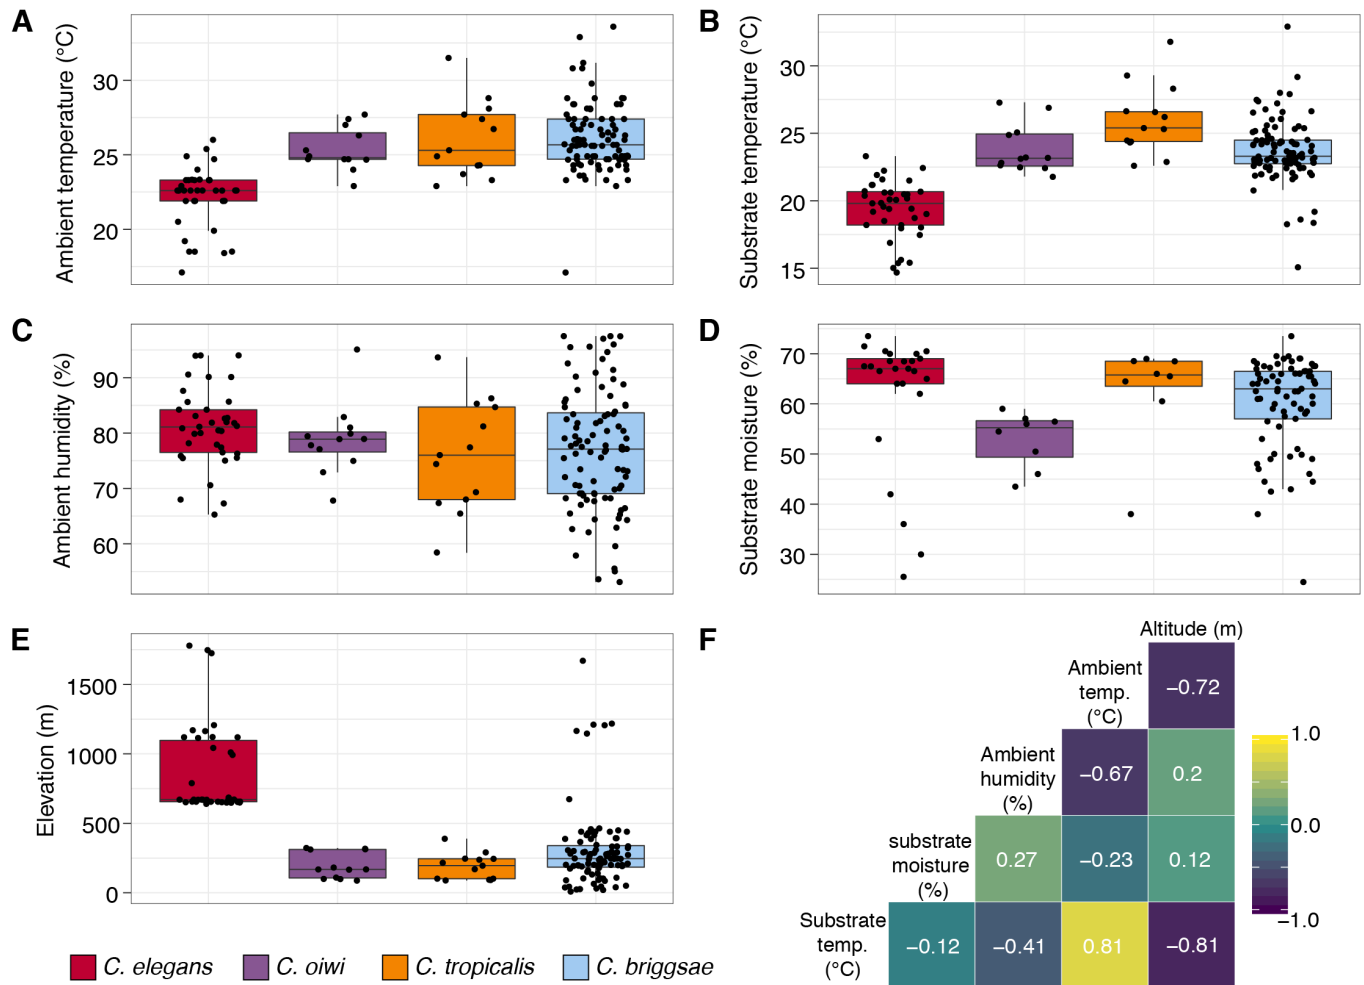 A
Ambient temperature (°C)
30
25
20
B
Substrate temperature (°C)
30
25
20
15
C
Ambient humidity (%)
90
80
70
60
D
Substrate moisture (%)
70
60
50
40
30
E
Elevation (m)
1500
1000
500
0
F
Altitude (m)
Ambient
temp.
(°C)
−0.72
Ambient
humidity
(%)
−0.67
0.2
substrate
moisture
(%)
0.27
−0.23
0.12
Substrate
temp.
(°C)
−0.12
−0.41
0.81
−0.81
1.0
0.0
−1.0
C. elegans
C. oiwi
C. tropicalis
C. briggsae